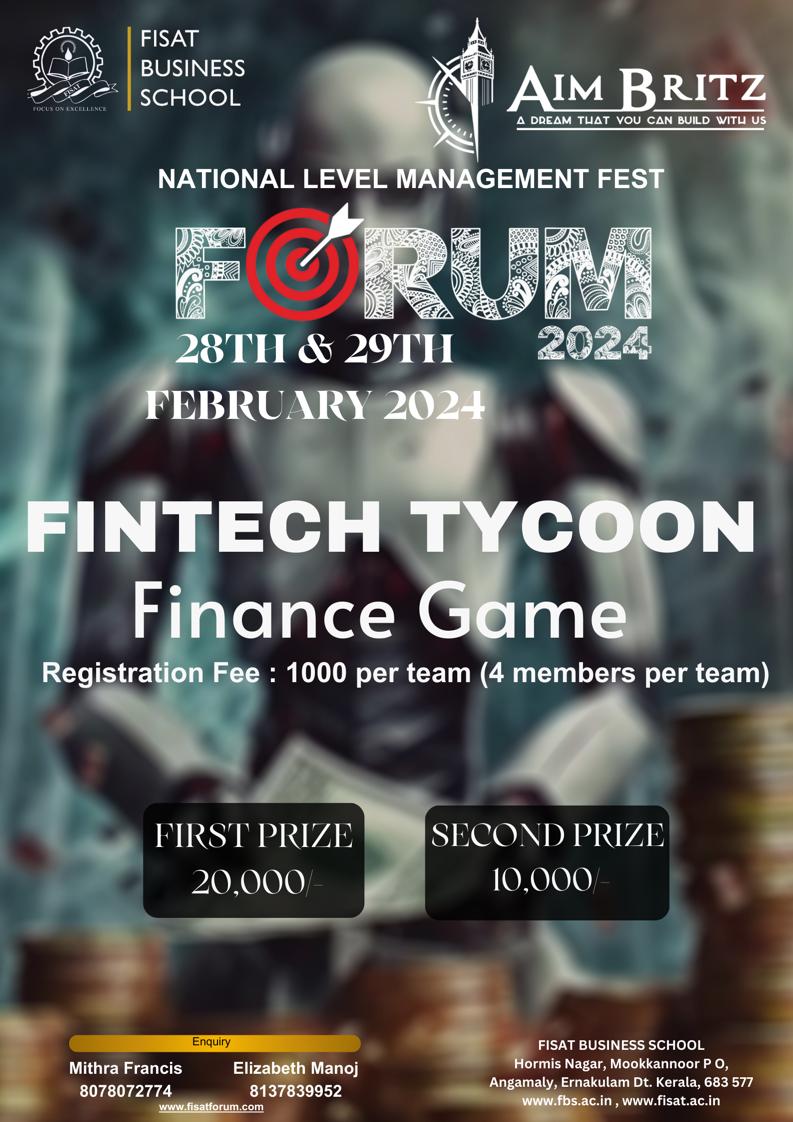 FISAT
BUSINESS
SCHOOL
FISAT
FOCUS ON EXCELLENCE
AIM BRITZ
A DREAM THAT YOU CAN BUILD WITH US
NATIONAL LEVEL MANAGEMENT FEST
FORUM
2024
28TH & 29TH
FEBRUARY 2024
FINTECH TYCOON
Finance Game
Registration Fee : 1000 per team (4 members per team)
FIRST PRIZE
20,000/-
SECOND PRIZE
10,000/-
Enquiry
Mithra Francis
8078072774
Elizabeth Manoj
8137839952
www.fisatforum.com
FISAT BUSINESS SCHOOL
Hormis Nagar, Mookkannoor P O,
Angamaly, Ernakulam Dt. Kerala, 683 577
www.fbs.ac.in , www.fisat.ac.in